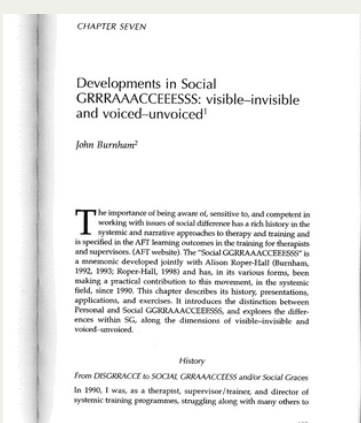 CHAPTER SEVEN
Developments in Social
GRRRAAACCEEESSS: visible–invisible
and voiced–unvoiced¹
John Burnham²
The importance of being aware of, sensitive to, and competent in
working with issues of social difference has a rich history in the
systemic and narrative approaches to therapy and training and
is specified in the AFT learning outcomes in the training for therapists
and supervisors. (AFT website). The "Social GGRRAAACCEEESSS" is
a mnemonic developed jointly with Alison Roper-Hall (Burnham,
1992, 1993; Roper-Hall, 1998) and has, in its various forms, been
making a practical contribution to this movement, in the systemic
field, since 1990. This chapter describes its history, presentations,
applications, and exercises. It introduces the distinction between
Personal and Social and explores the differ-
ences within SG, along the dimensions of visible–invisible and
voiced–unvoiced.
History
From DISGRRACCE to SOCIAL and/or Social Graces
In 1990, I was, as a therapist, supervisor/trainer, and director of
systemic training programmes, struggling along with many others to